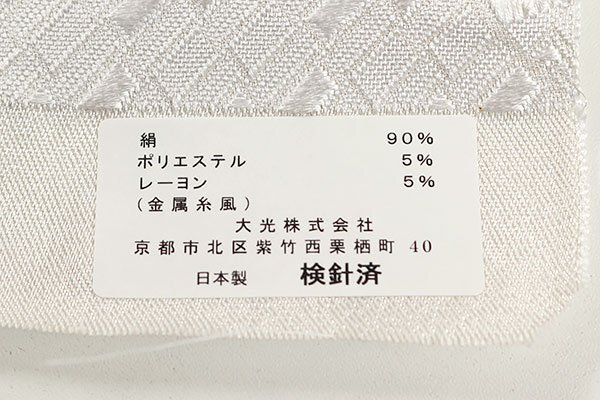 絹 90%
ポリエステル 5%
レーヨン 5%
(金属糸風)
大光株式会社
京都市北区紫竹西栗栖町 40
日本製 検針済